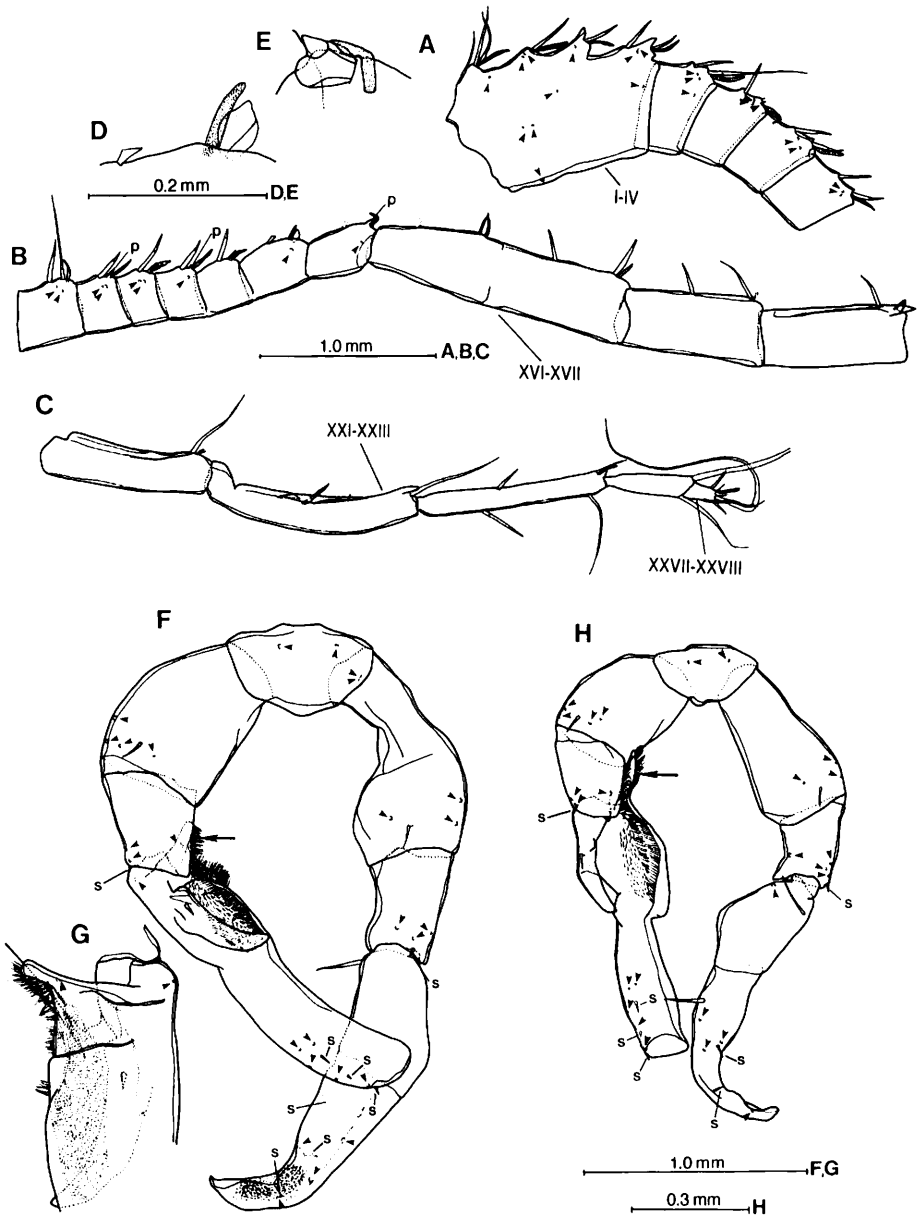 E
A
D
0.2 mm D,E
I-IV
B
p
p
p
1.0 mm A,B,C
XVI-XVII
C
XXI-XXIII
XXVII-XXVIII
F
H
s
s
G
s
s
s
s
s
s
s
s
s
s
s
s
s
1.0 mm F,G
0.3 mm H